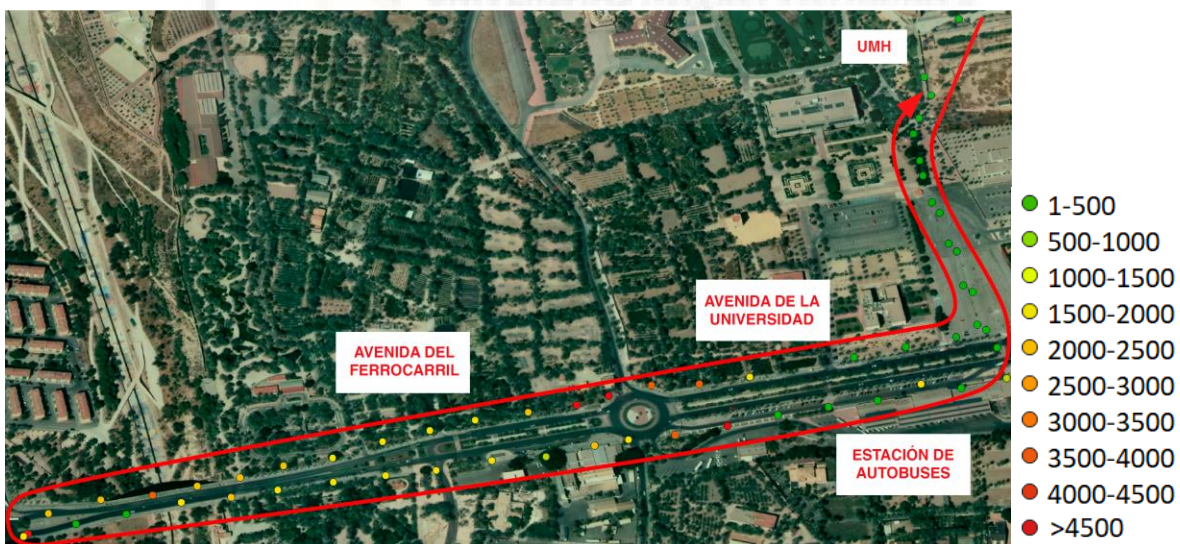 UMH
AVENIDA DE LA
UNIVERSIDAD
AVENIDA DEL
FERROCARRIL
ESTACIÓN DE
AUTOBUSES
1-500
500-1000
1000-1500
1500-2000
2000-2500
2500-3000
3000-3500
3500-4000
4000-4500
>4500